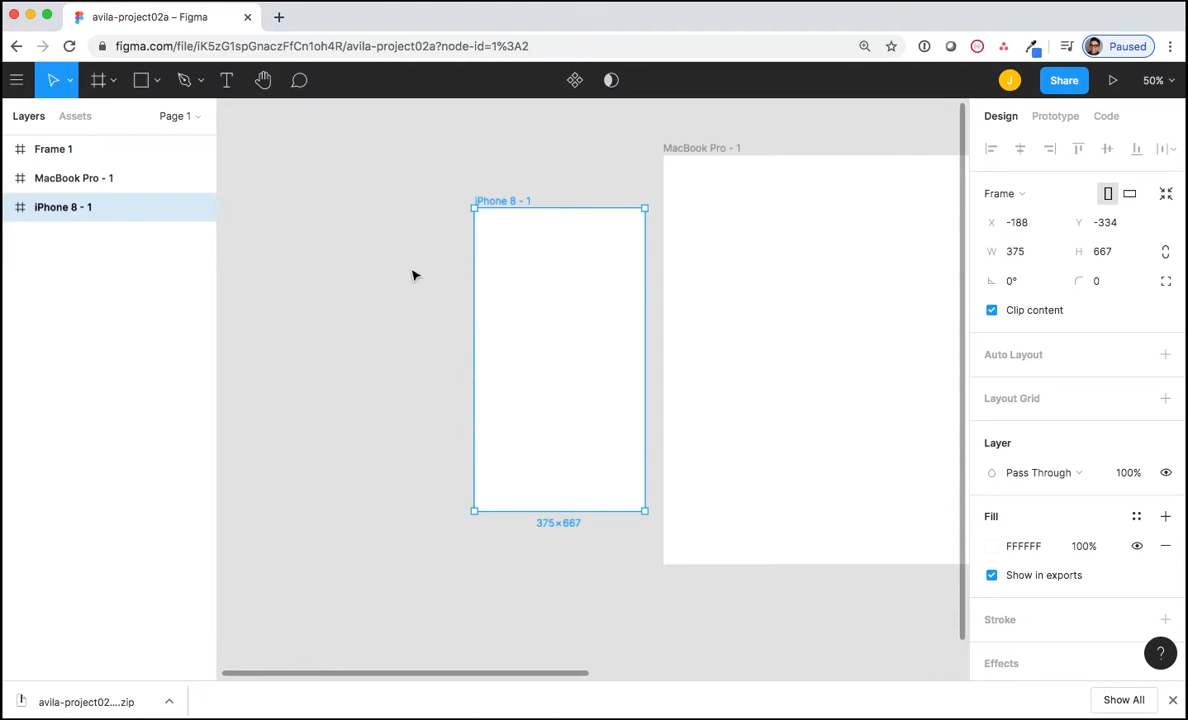 avila-project02a – Figma
figma.com/file/iK5zG1spGnaczFfCn1oh4R/avila-project02a?node-id=1%3A2
Paused
J
Share
50%
Layers
Assets
Page 1
Frame 1
MacBook Pro - 1
iPhone 8 - 1
MacBook Pro - 1
iPhone 8 - 1
375×667
Design
Prototype
Code
Frame
X -188
Y -334
W 375
H 667
0°
0
Clip content
Auto Layout
Layout Grid
Layer
Pass Through
100%
Fill
FFFFFF
100%
Show in exports
Stroke
Effects
?
avila-project02....zip
Show All